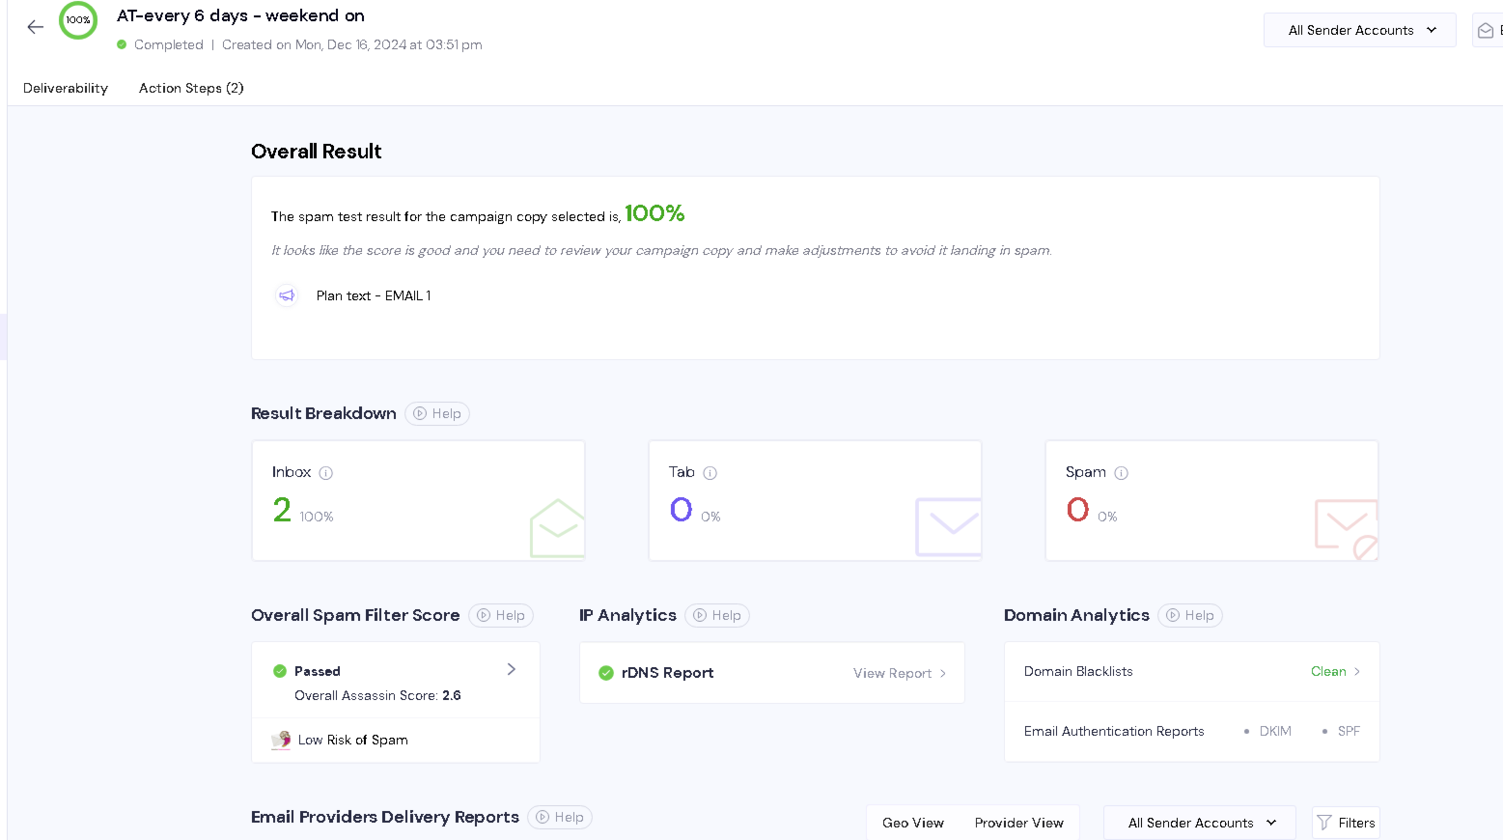 100%
AT-every 6 days - weekend on
Completed | Created on Mon, Dec 16, 2024 at 03:51 pm
All Sender Accounts
Deliverability Action Steps (2)
Overall Result
The spam test result for the campaign copy selected is, 100%
It looks like the score is good and you need to review your campaign copy and make adjustments to avoid it landing in spam.
Plan text - EMAIL 1
Result Breakdown Help
Inbox
2 100%
Tab
0 0%
Spam
0 0%
Overall Spam Filter Score Help
IP Analytics Help
Domain Analytics Help
Passed
Overall Assassin Score: 2.6
Low Risk of Spam
rDNS Report View Report
Domain Blacklists Clean
Email Authentication Reports • DKIM • SPF
Email Providers Delivery Reports Help
Geo View Provider View All Sender Accounts Filters